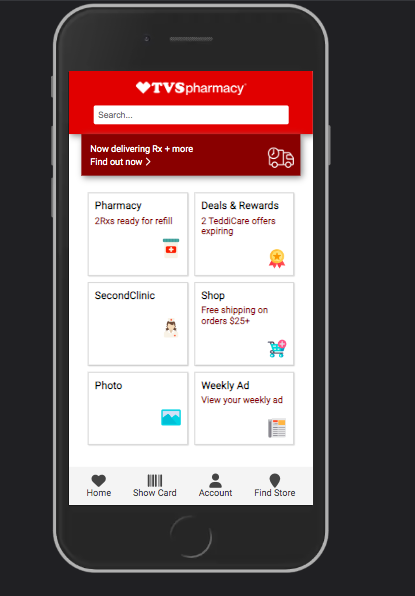 TVSpharmacy
Search...
Now delivering Rx + more
Find out now
Pharmacy
2Rxs ready for refill
Deals & Rewards
2 TeddiCare offers
expiring
SecondClinic
Shop
Free shipping on
orders $25+
Photo
Weekly Ad
View your weekly ad
Home
Show Card
Account
Find Store